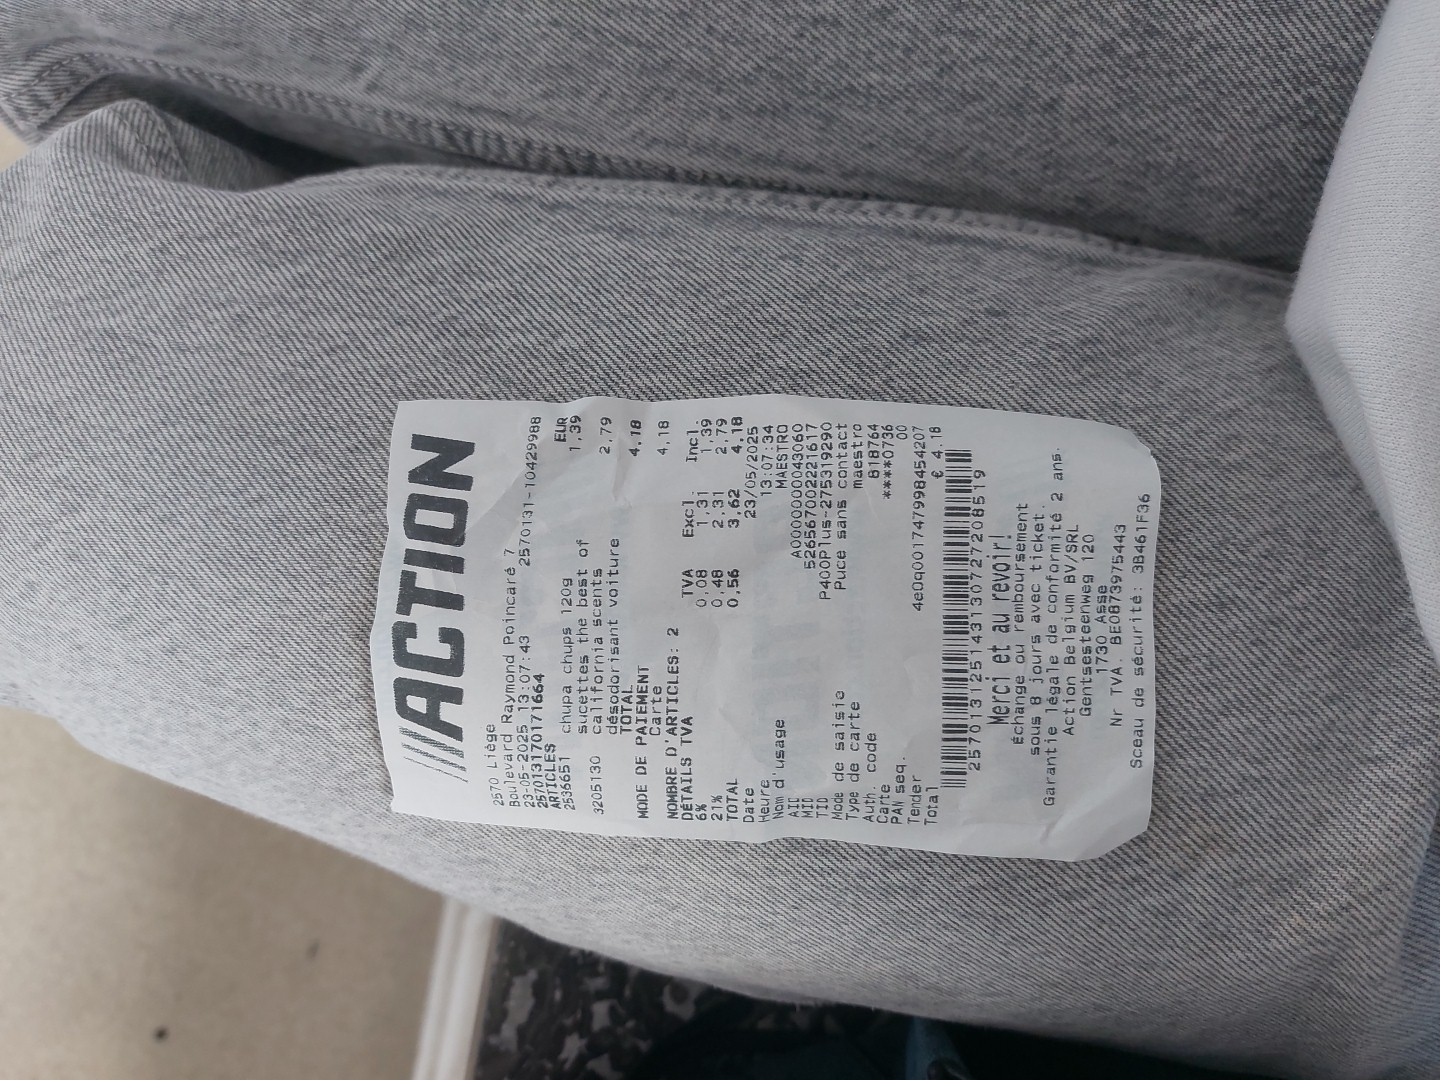 ACTION
2570 Liège
Boulevard Raymond Poincaré 7
23-05-2025 13:07:43 2570131-10429988
2570131170171664
ARTICLES EUR
2536651 chupa chups 120g 1,39
sucettes the best of
3205130 california scents 2,79
désodorisant voiture
TOTAL 4,18
MODE DE PAIEMENT
Carte 4,18
NOMBRE D'ARTICLES: 2
DÉTAILS TVA TVA Excl. Incl.
6% 0,08 1,31 1,39
21% 0,48 2,31 2,79
TOTAL 0,56 3,62 4,18
Date 23/05/2025
Heure 13:07:34
Nom d'usage MAESTRO
AID A0000000043060
MID 526567002221617
TID P400Plus-275319290
Mode de saisie Puce sans contact
Type de carte maestro
Auth. code 818764
Carte ****0736
PAN seq. 00
Tender 4e0q001747998454207
Total € 4,18
2570131251431307272208519
Merci et au revoir!
Échange ou remboursement
sous 8 jours avec ticket.
Garantie légale de conformité 2 ans.
Action Belgium BV/SRL
Gentsesteenweg 120
1730 Asse
Nr TVA. BE0873975443
Sceau de sécurité: 3B461F36